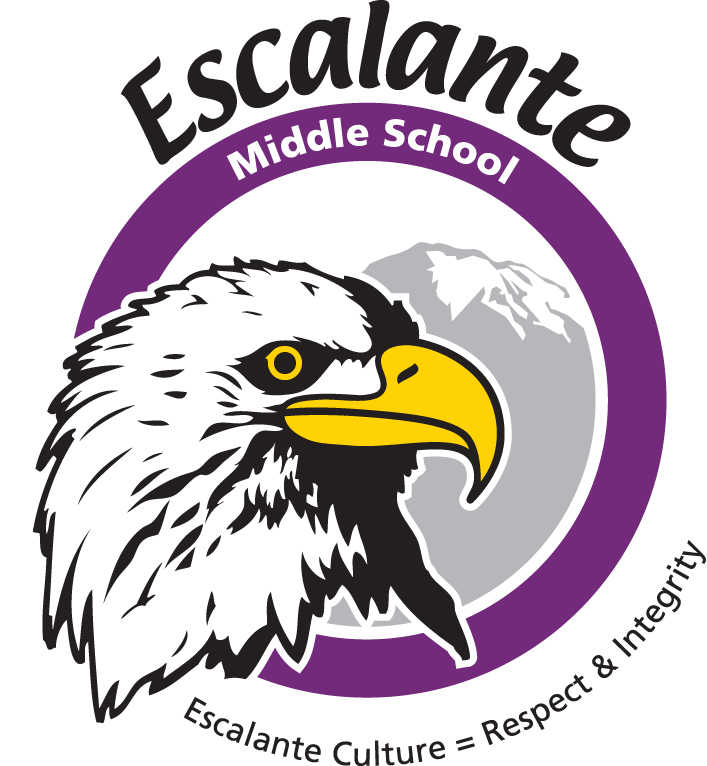 Escalante
Middle School
Escalante Culture = Respect & Integrity